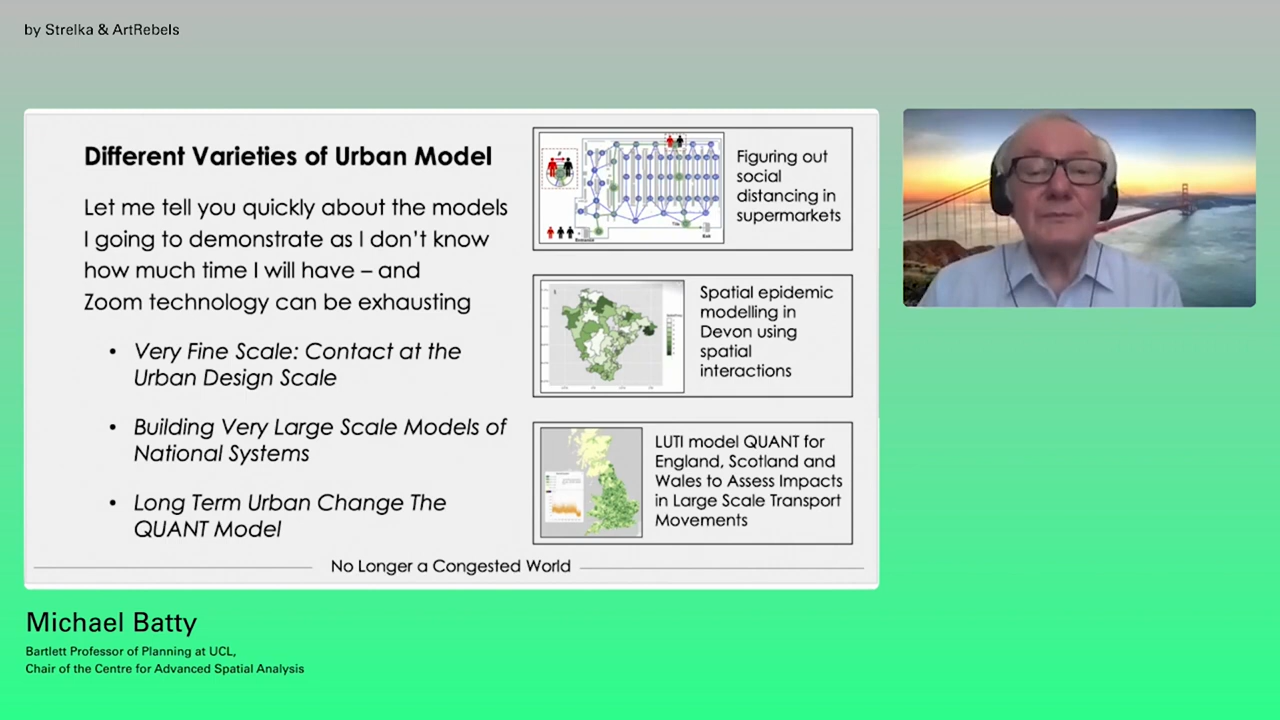 by Strelka & ArtRebels
Different Varieties of Urban Model
Let me tell you quickly about the models
I going to demonstrate as I don't know
how much time I will have – and
Zoom technology can be exhausting
• Very Fine Scale: Contact at the
Urban Design Scale
• Building Very Large Scale Models of
National Systems
• Long Term Urban Change The
QUANT Model
Figuring out
social
distancing in
supermarkets
Spatial epidemic
modelling in
Devon using
spatial
interactions
LUTI model QUANT for
England, Scotland and
Wales to Assess Impacts
in Large Scale Transport
Movements
No Longer a Congested World
Michael Batty
Bartlett Professor of Planning at UCL,
Chair of the Centre for Advanced Spatial Analysis